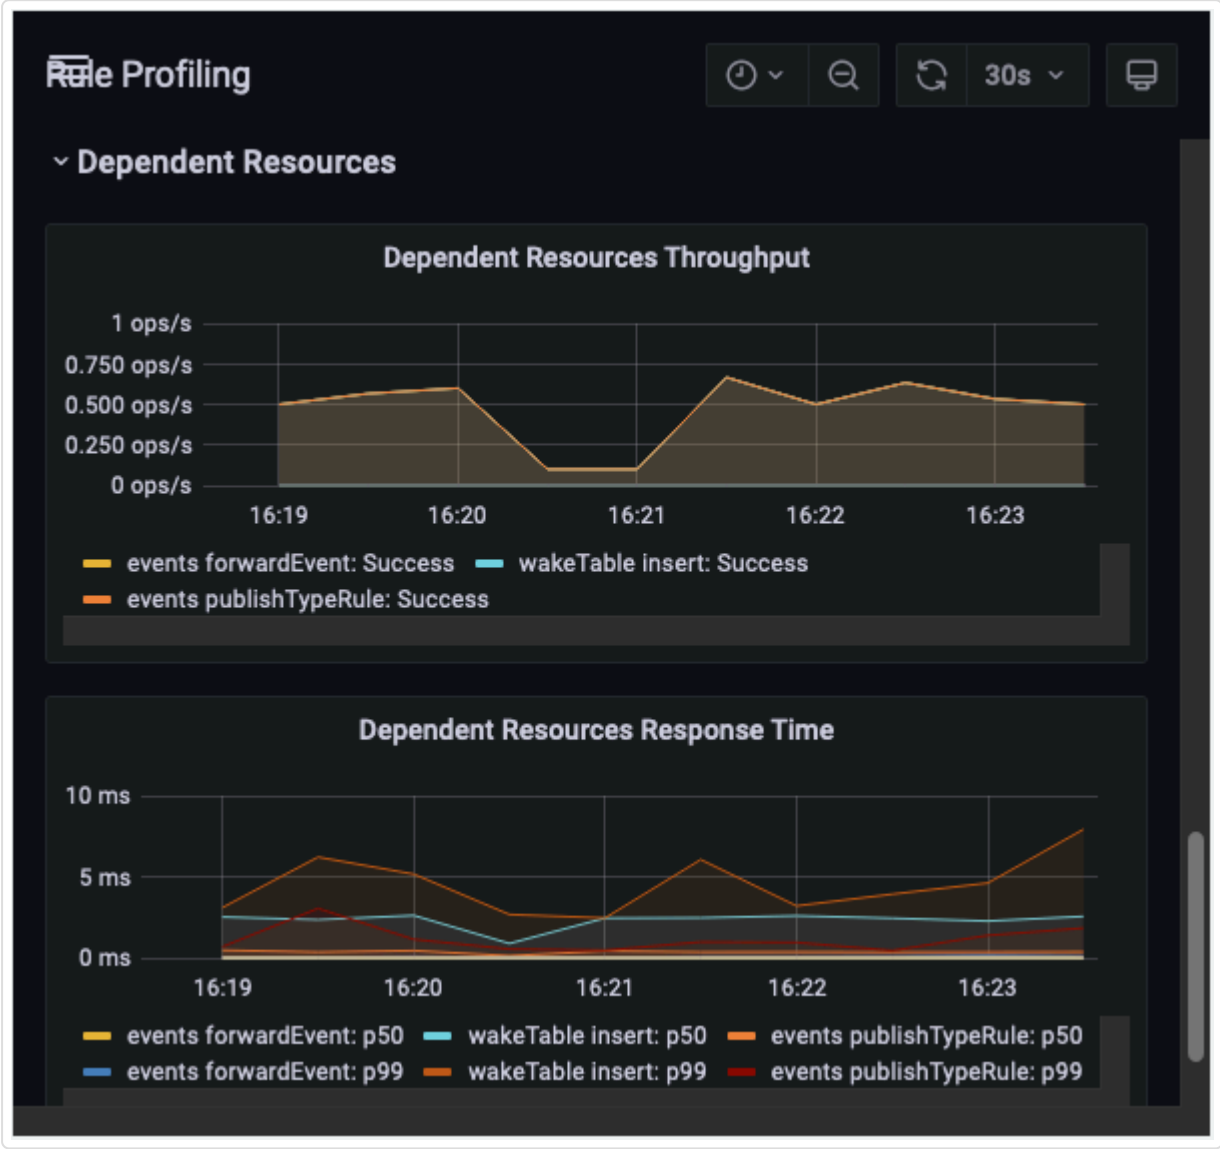 Rule Profiling
30s
Dependent Resources
Dependent Resources Throughput
1 ops/s
0.750 ops/s
0.500 ops/s
0.250 ops/s
0 ops/s
16:19 16:20 16:21 16:22 16:23
events forwardEvent: Success wakeTable insert: Success
events publishTypeRule: Success
Dependent Resources Response Time
10 ms
5 ms
0 ms
16:19 16:20 16:21 16:22 16:23
events forwardEvent: p50 wakeTable insert: p50 events publishTypeRule: p50
events forwardEvent: p99 wakeTable insert: p99 events publishTypeRule: p99